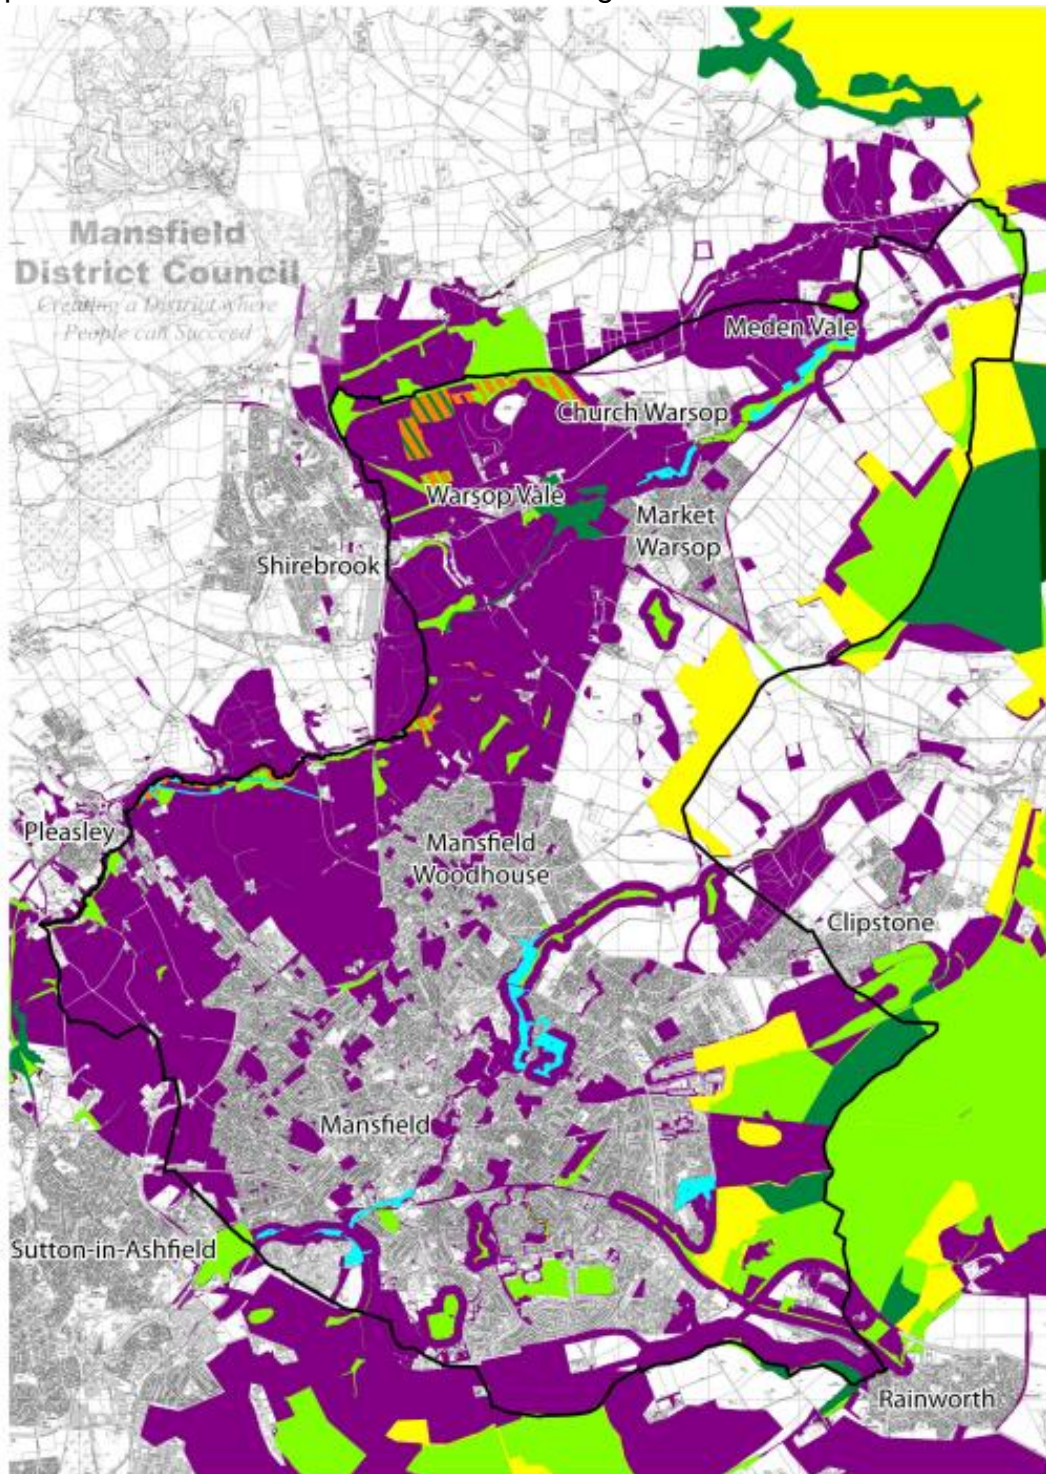 Mansfield
District Council
Creating a District where
People can Succeed
Meden Vale
Church Warsop
Warsop Vale
Market
Warsop
Shirebrook
Pleasley
Mansfield
Woodhouse
Clipstone
Mansfield
Sutton-in-Ashfield
Rainworth